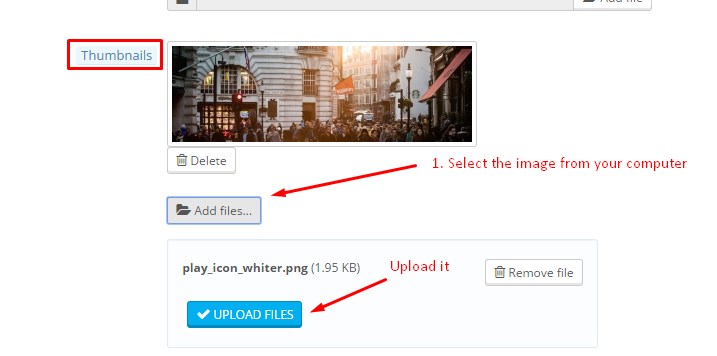 Add file
Thumbnails
Delete
1. Select the image from your computer
Add files...
play_icon_whiter.png (1.95 KB)
Upload it
Remove file
UPLOAD FILES